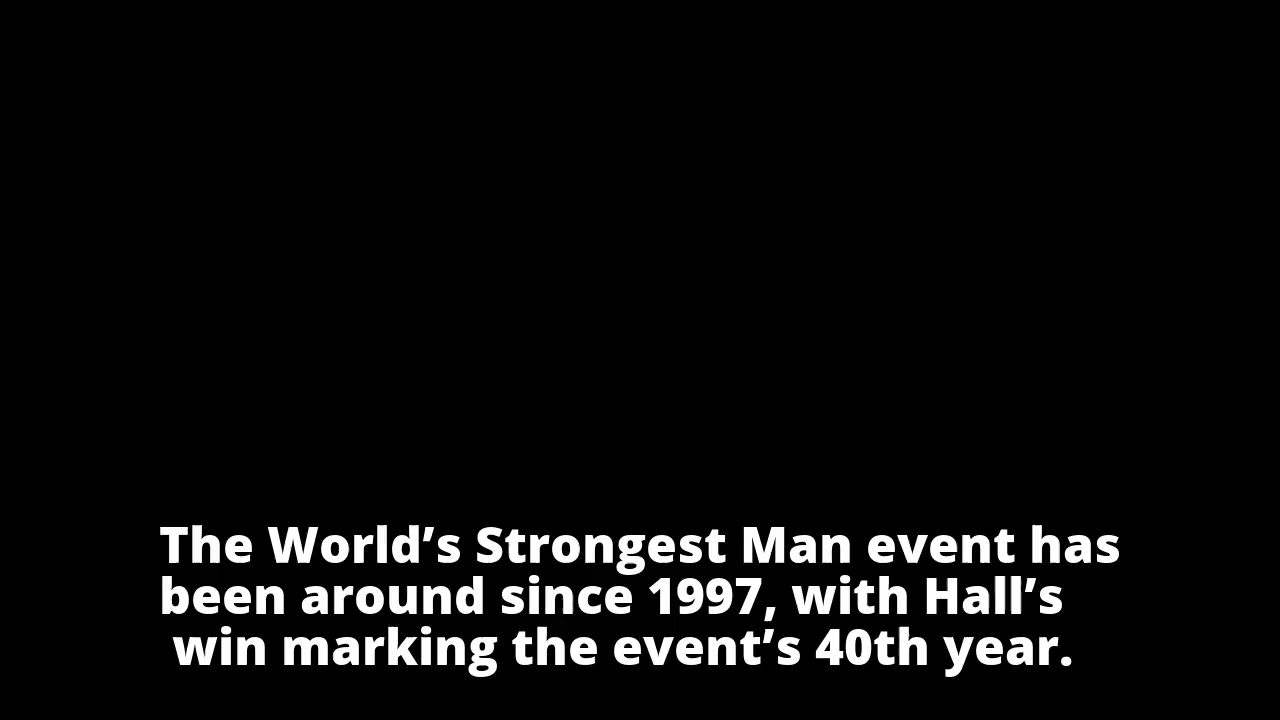 The World’s Strongest Man event has
been around since 1997, with Hall’s
win marking the event’s 40th year.